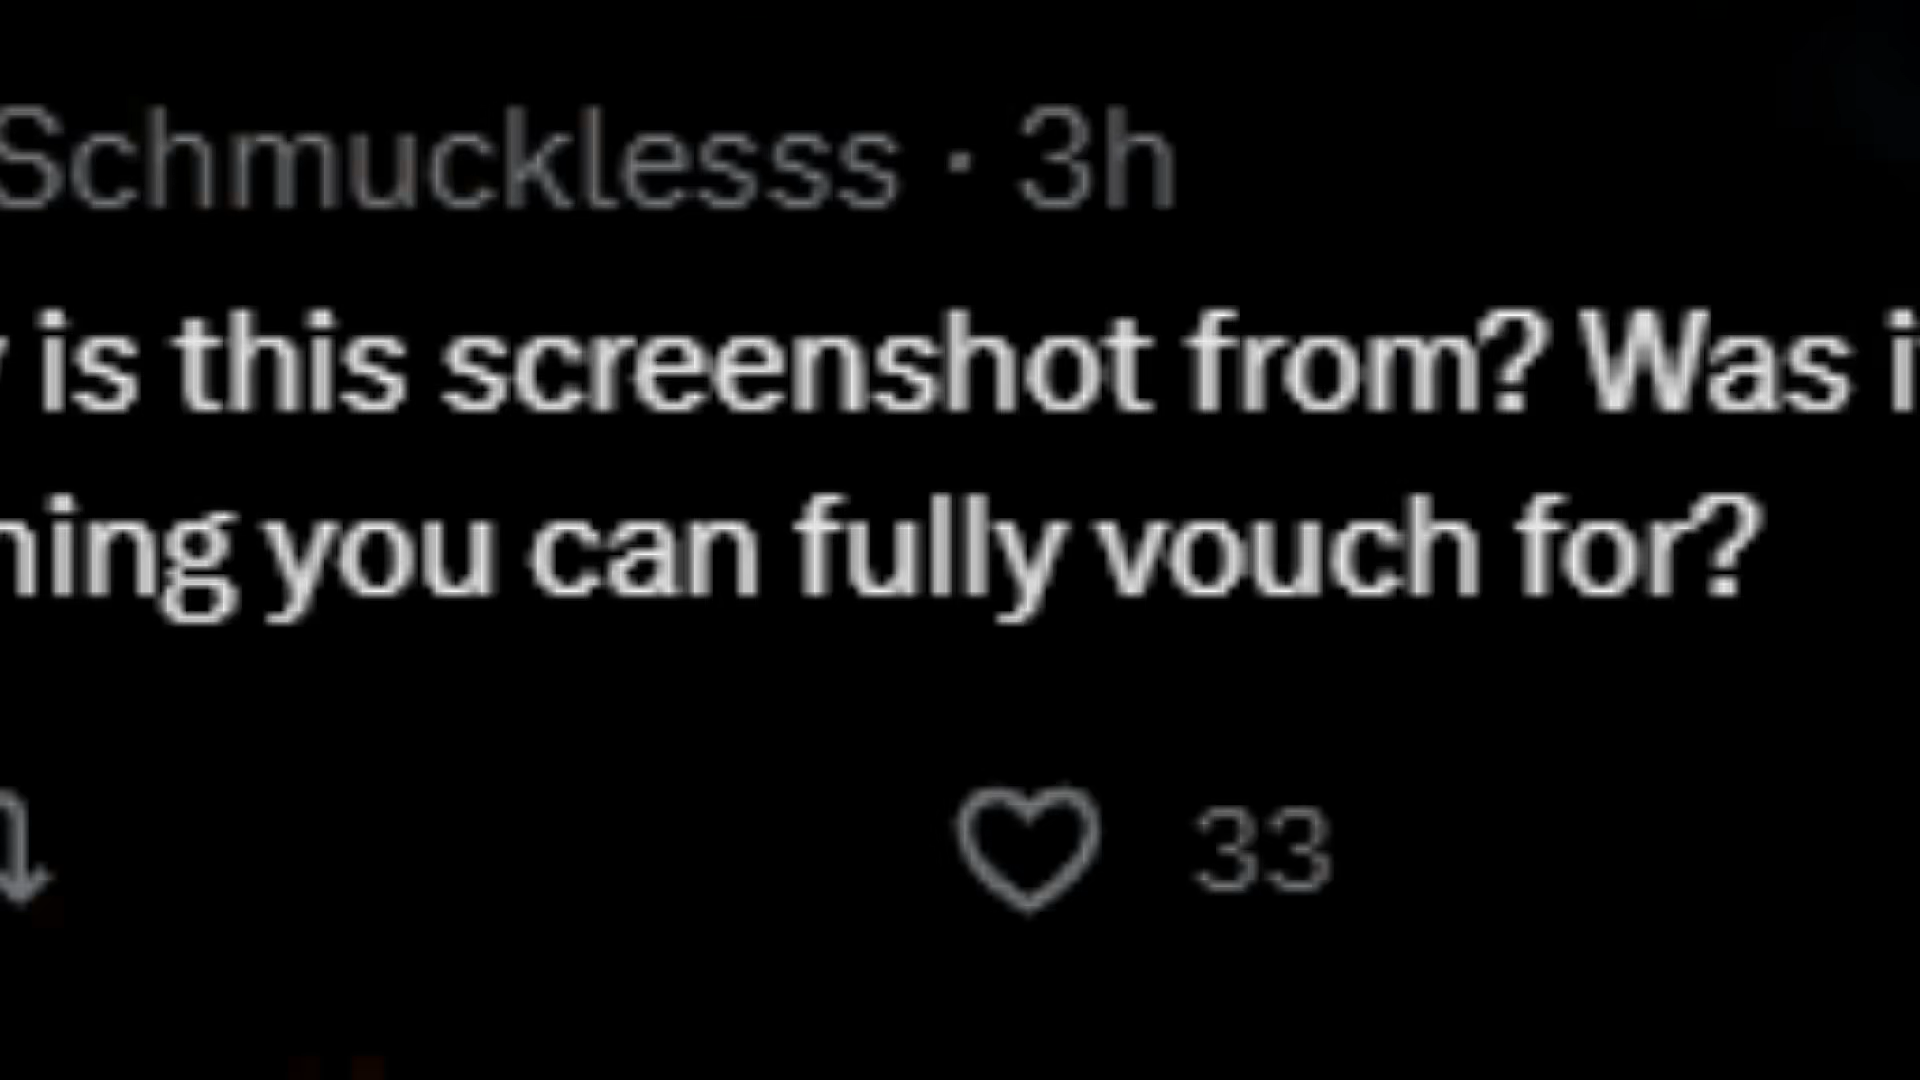 Schmucklesss · 3h
is this screenshot from? Was
you can fully vouch for?
33